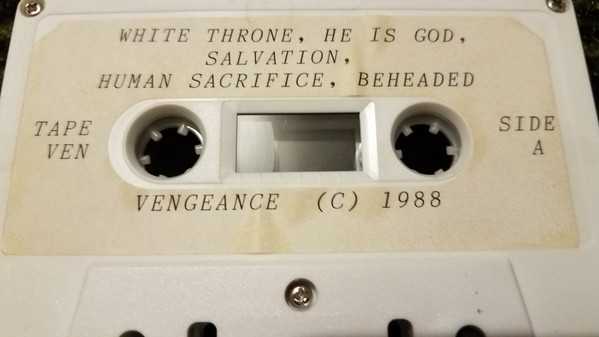 WHITE THRONE, HE IS GOD,
SALVATION,
HUMAN SACRIFICE, BEHEADED
TAPE
VEN
SIDE
A
VENGEANCE (C) 1988